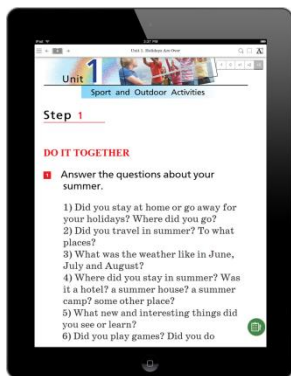 Unit 1: Holidays Are Over
Unit 1
Sport and Outdoor Activities
Step 1
DO IT TOGETHER
1 Answer the questions about your
summer.
1) Did you stay at home or go away for
your holidays? Where did you go?
2) Did you travel in summer? To what
places?
3) What was the weather like in June,
July and August?
4) Where did you stay in summer? Was
it a hotel? a summer house? a summer
camp? some other place?
5) What new and interesting things did
you see or learn?
6) Did you play games? Did you do